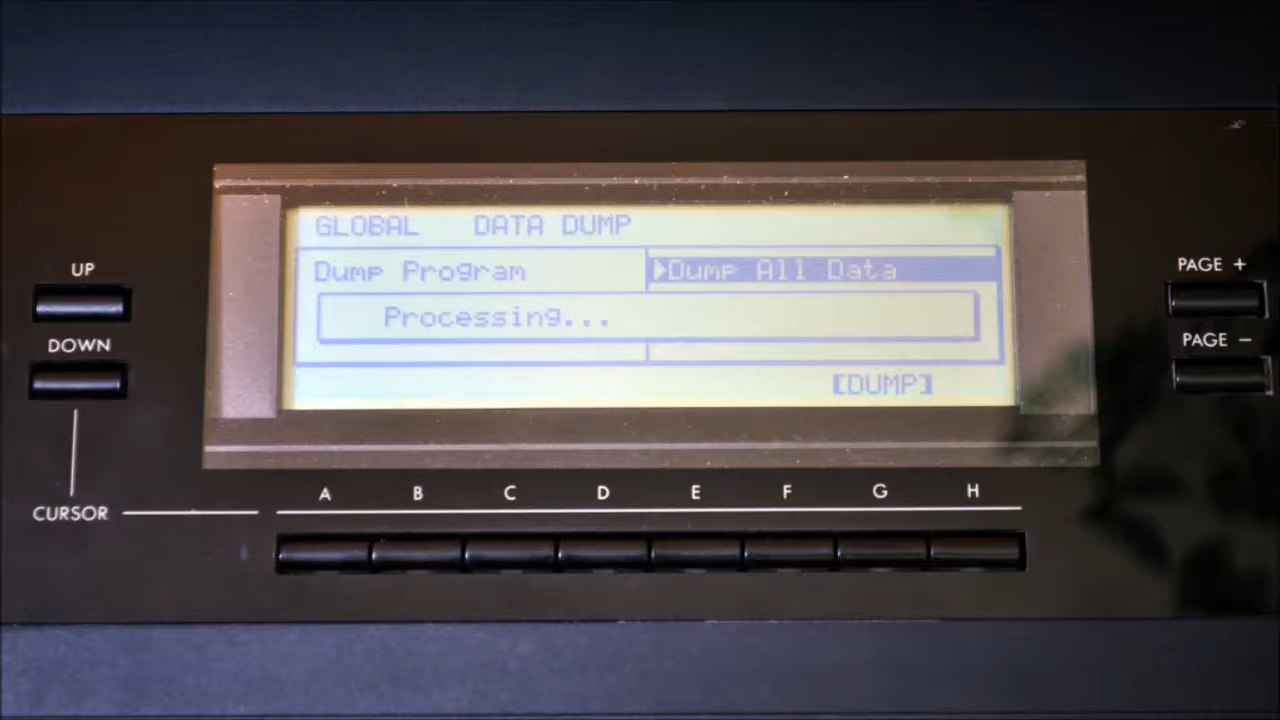 GLOBAL DATA DUMP
Dump Program ▶Dump All Data
Processing...
[DUMP]
UP
DOWN
CURSOR
PAGE +
PAGE −
A B C D E F G H